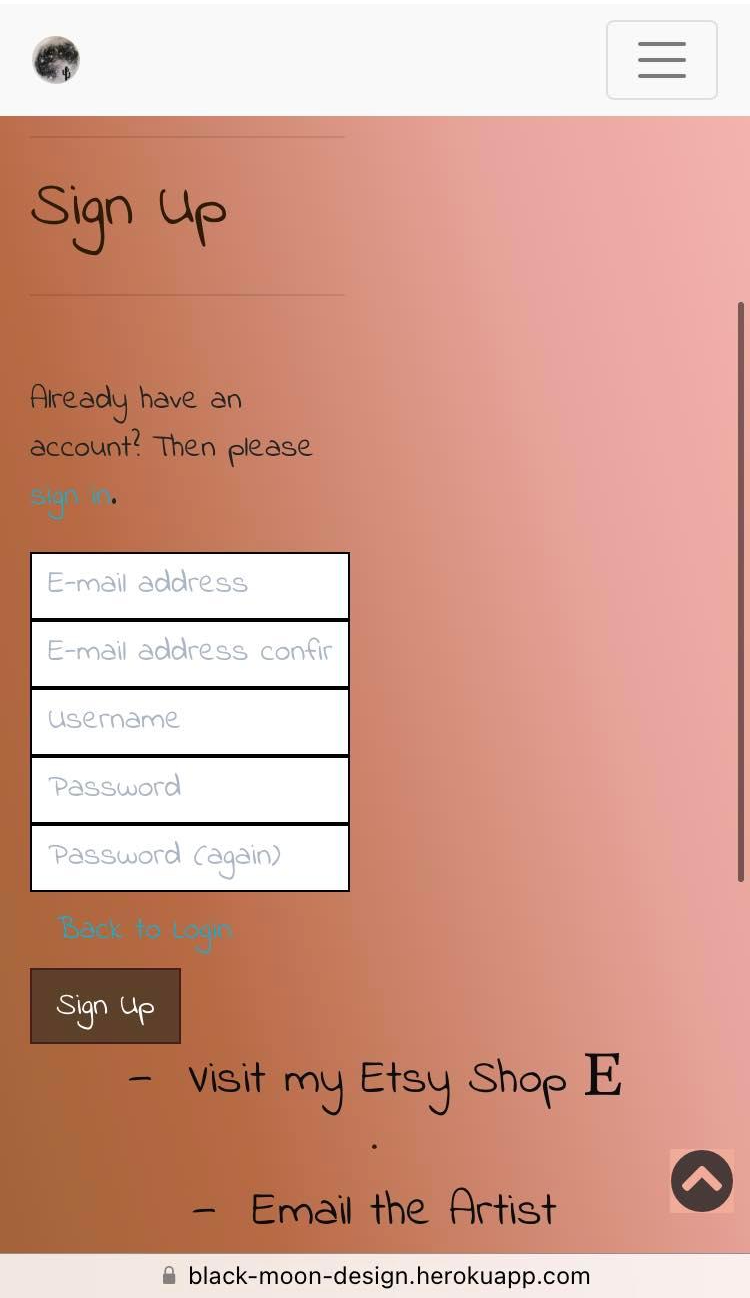 Sign Up
Already have an
account? Then please
sign in.
E-mail address
E-mail address confir
Username
Password
Password (again)
Back to Login
Sign Up
- Visit my Etsy Shop E
.
- Email the Artist
black-moon-design.herokuapp.com